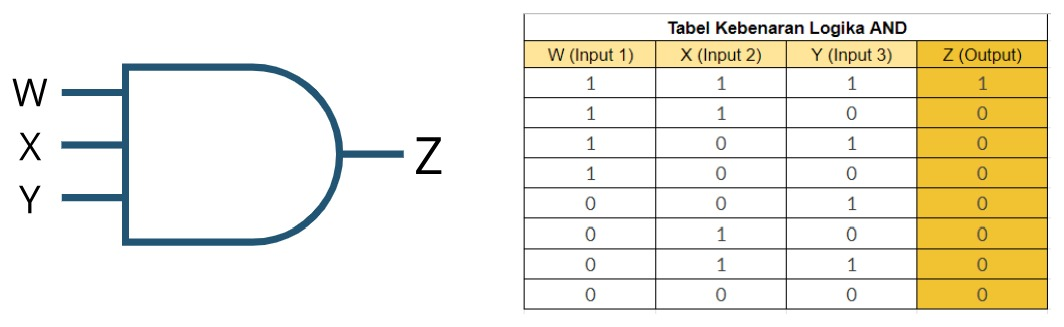 W
X
Y
Z
Tabel Kebenaran Logika AND
W (Input 1) X (Input 2) Y (Input 3) Z (Output)
1 1 1 1
1 1 0 0
1 0 1 0
1 0 0 0
0 0 1 0
0 1 0 0
0 1 1 0
0 0 0 0